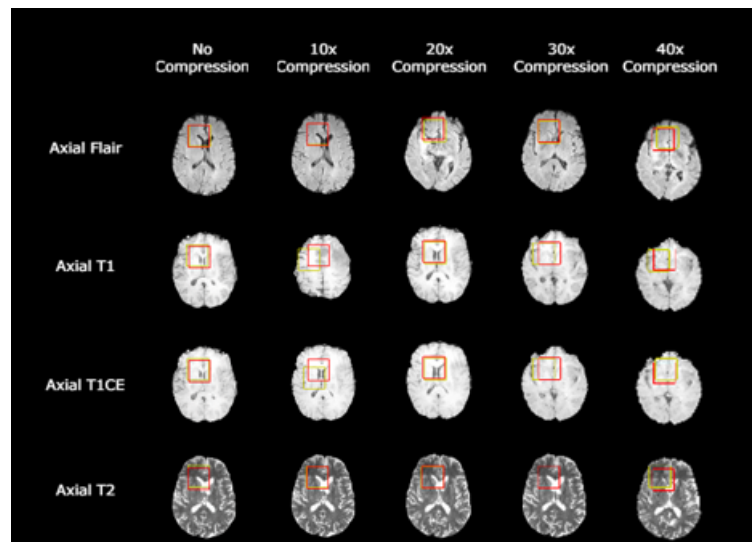 No Compression
10x Compression
20x Compression
30x Compression
40x Compression
Axial Flair
Axial T1
Axial T1CE
Axial T2